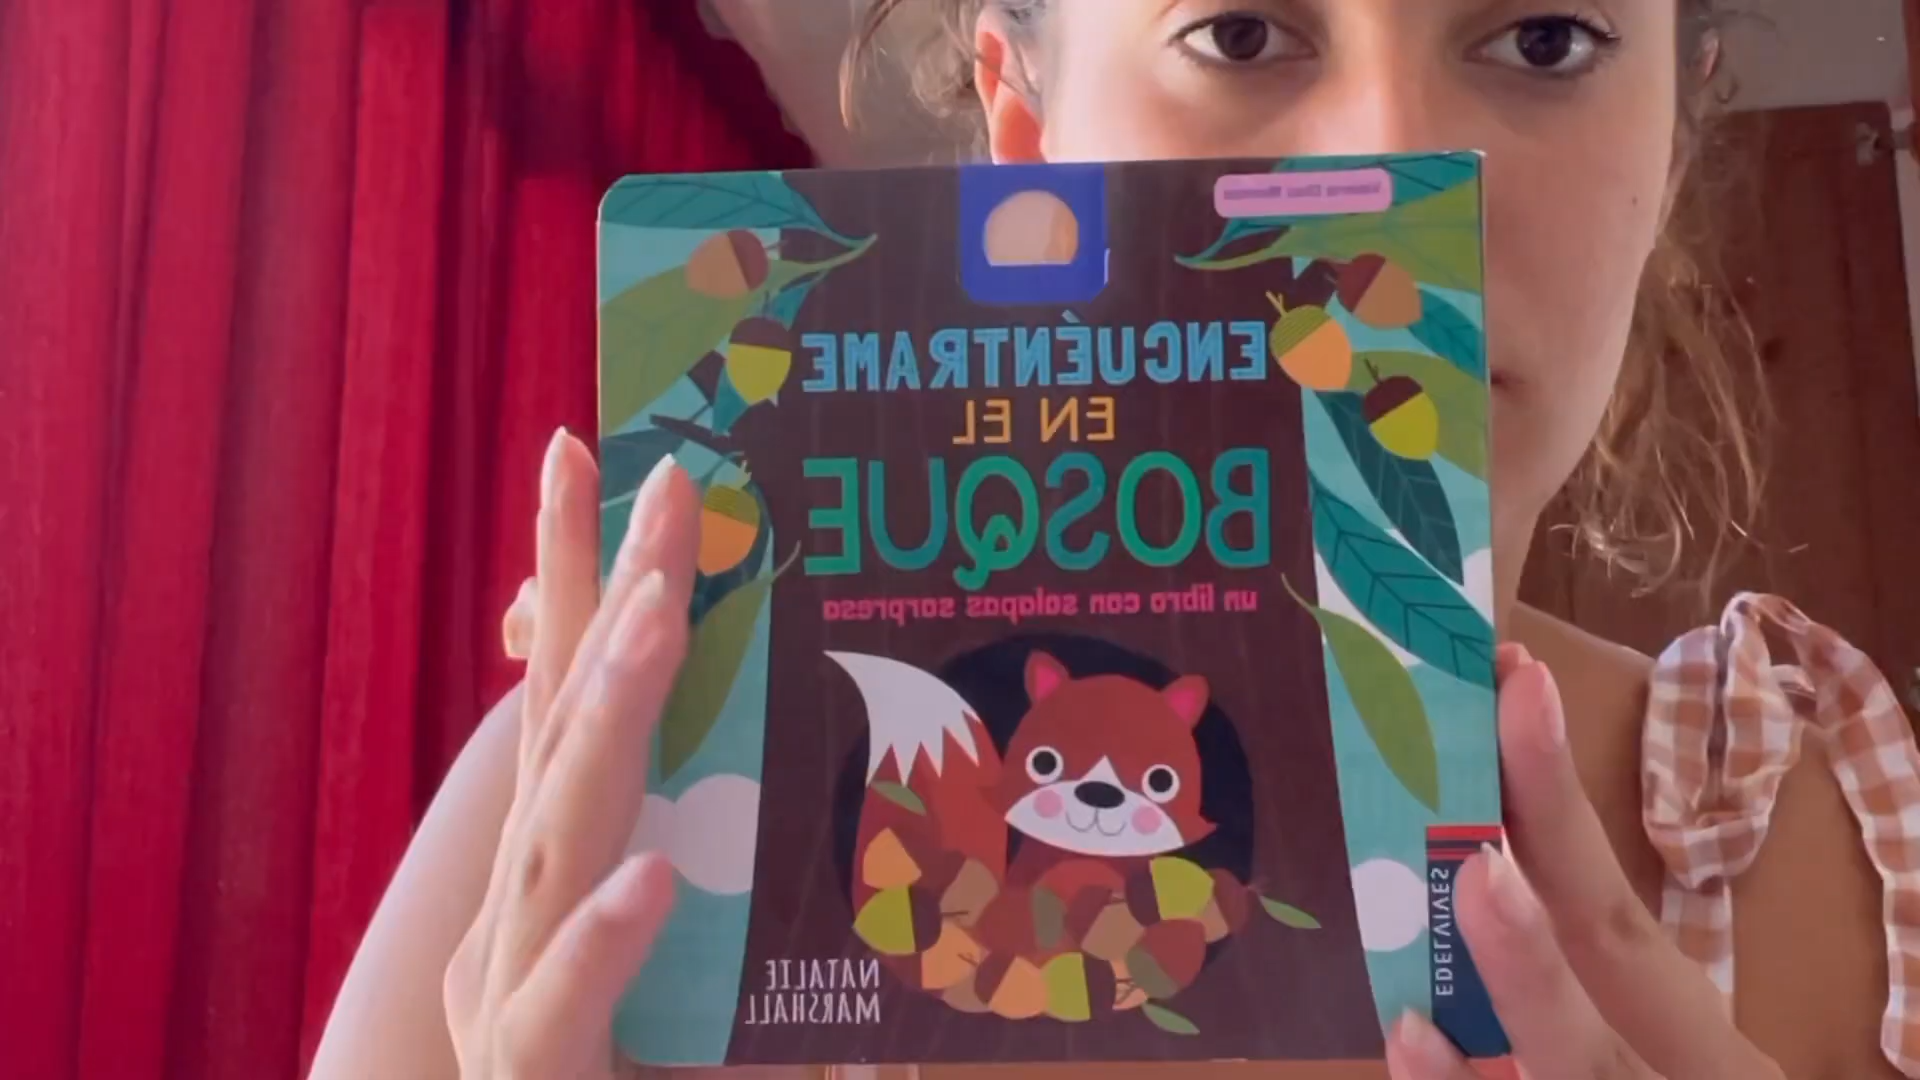 ENCUÉNTRAME
EN EL
BOSQUE
un libro con solapas sorpresa
NATALIE
MARSHALL
EDELVIVES